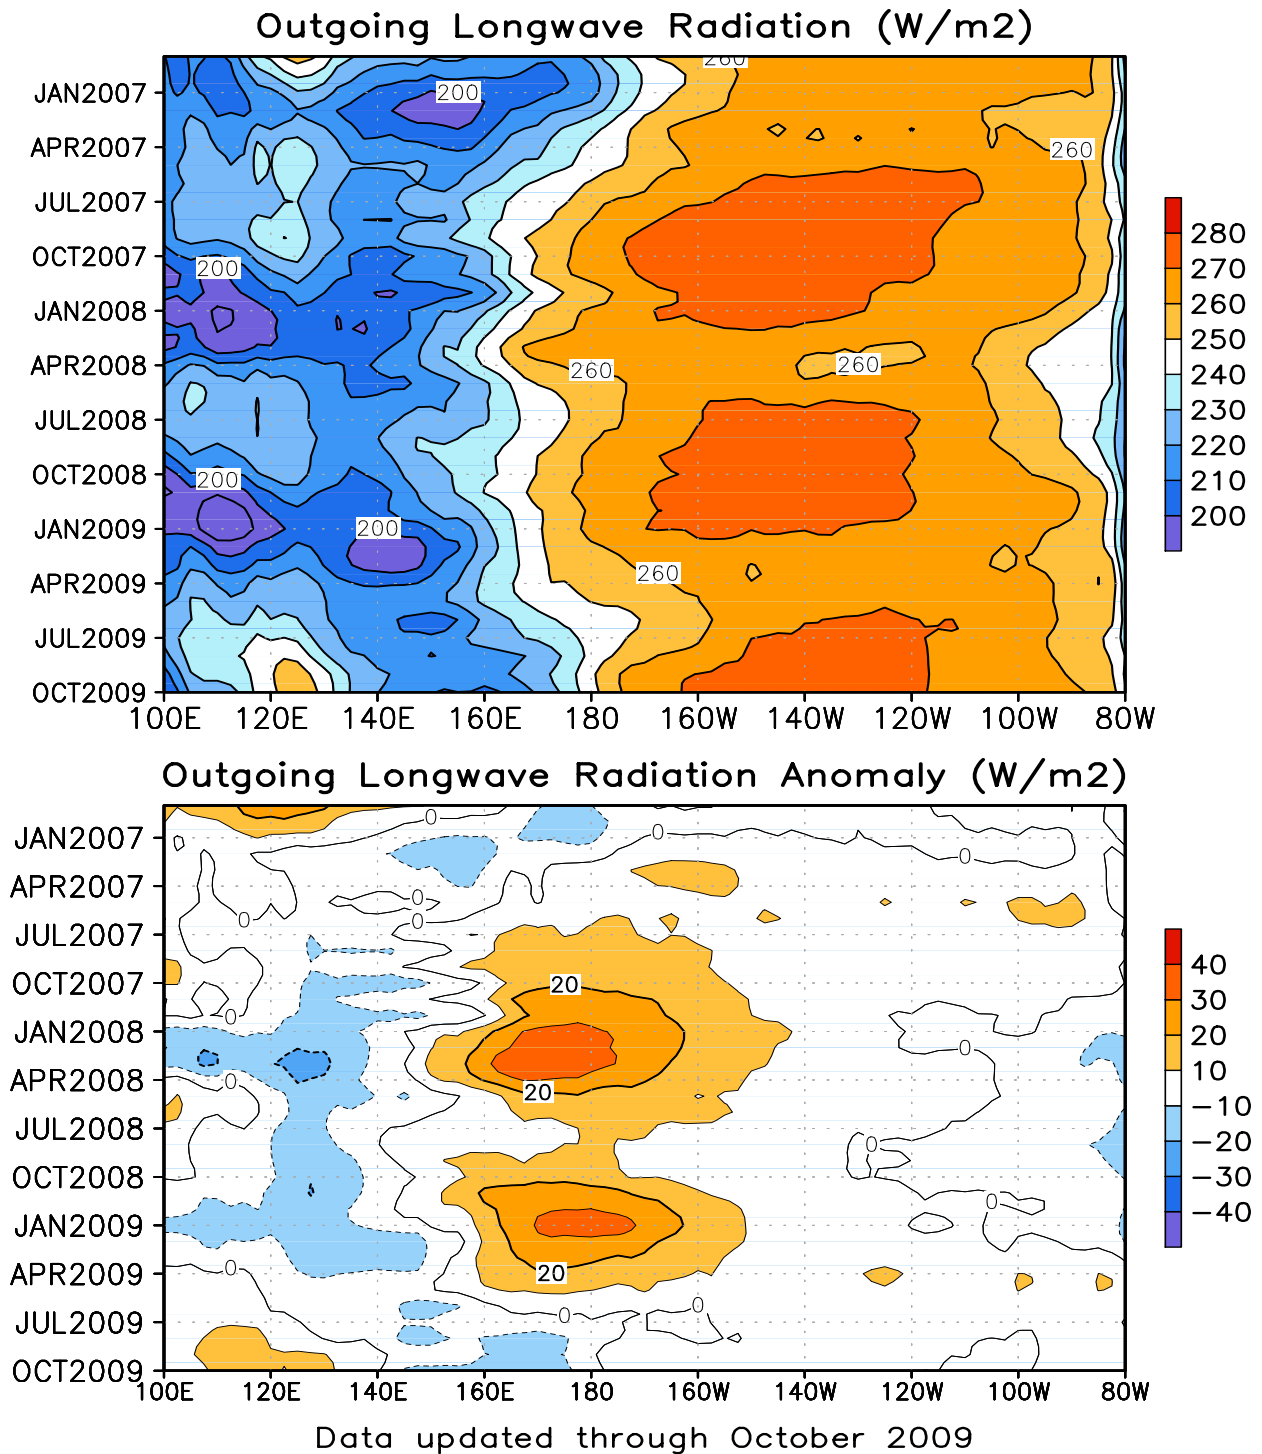 Outgoing Longwave Radiation (W/m2)
260
JAN2007
200
APR2007
260
JUL2007
OCT2007
200
JAN2008
APR2008
260
260
JUL2008
OCT2008
200
JAN2009
200
APR2009
260
JUL2009
OCT2009
100E 120E 140E 160E 180 160W 140W 120W 100W 80W
280
270
260
250
240
230
220
210
200
Outgoing Longwave Radiation Anomaly (W/m2)
0
JAN2007
0
0
APR2007
0
0
0
JUL2007
OCT2007
20
0
JAN2008
0
APR2008
0
20
JUL2008
0
OCT2008
0
JAN2009
0
APR2009
20
0
0
JUL2009
OCT2009
100E 120E 140E 160E 180 160W 140W 120W 100W 80W
40
30
20
10
−10
−20
−30
−40
Data updated through October 2009